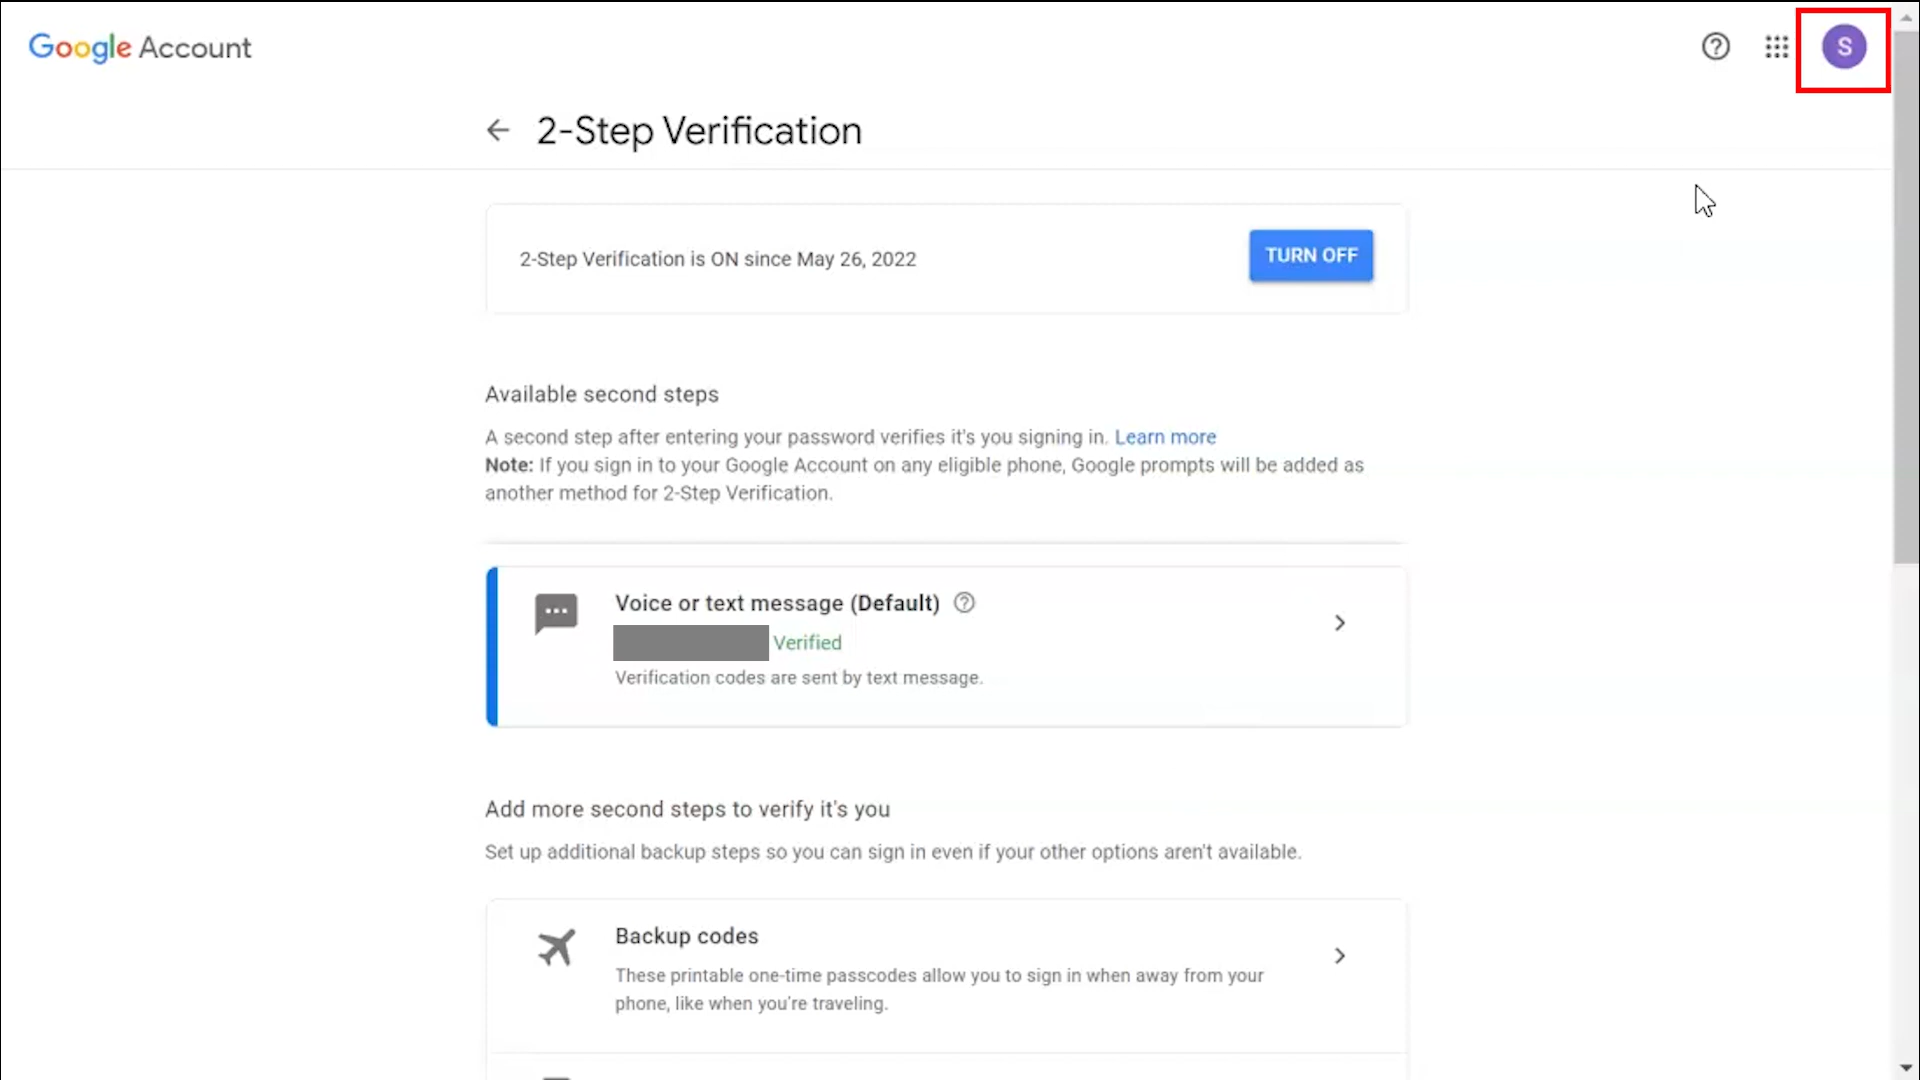 Google Account
S
2-Step Verification
2-Step Verification is ON since May 26, 2022
TURN OFF
Available second steps
A second step after entering your password verifies it's you signing in. Learn more
Note: If you sign in to your Google Account on any eligible phone, Google prompts will be added as
another method for 2-Step Verification.
Voice or text message (Default)
Verified
Verification codes are sent by text message.
Add more second steps to verify it's you
Set up additional backup steps so you can sign in even if your other options aren't available.
Backup codes
These printable one-time passcodes allow you to sign in when away from your
phone, like when you're traveling.